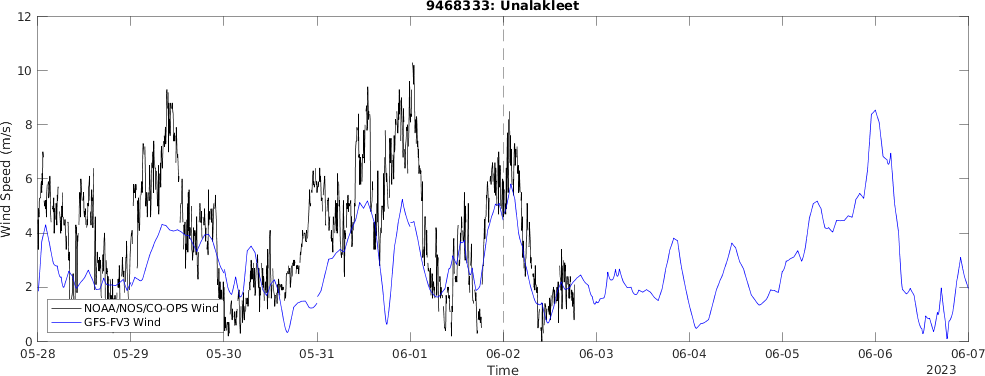 9468333: Unalakleet
12
10
8
6
4
2
0
Wind Speed (m/s)
NOAA/NOS/CO-OPS Wind
GFS-FV3 Wind
05-28 05-29 05-30 05-31 06-01 06-02 06-03 06-04 06-05 06-06 06-07
Time
2023